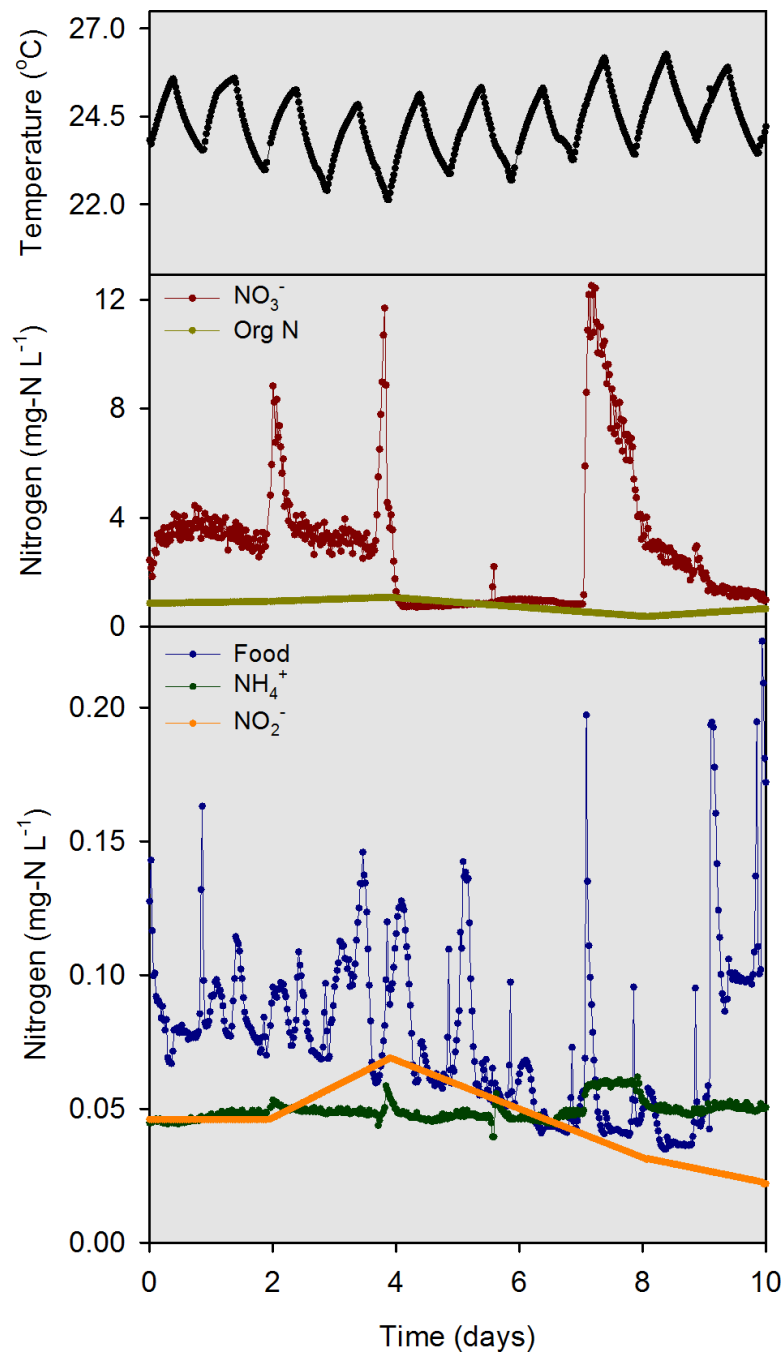 Temperature (°C)
27.0
24.5
22.0
Nitrogen (mg-N L⁻¹)
12
8
4
0
NO₃⁻
Org N
Nitrogen (mg-N L⁻¹)
0.20
0.15
0.10
0.05
0.00
Food
NH₄⁺
NO₂⁻
0 2 4 6 8 10
Time (days)